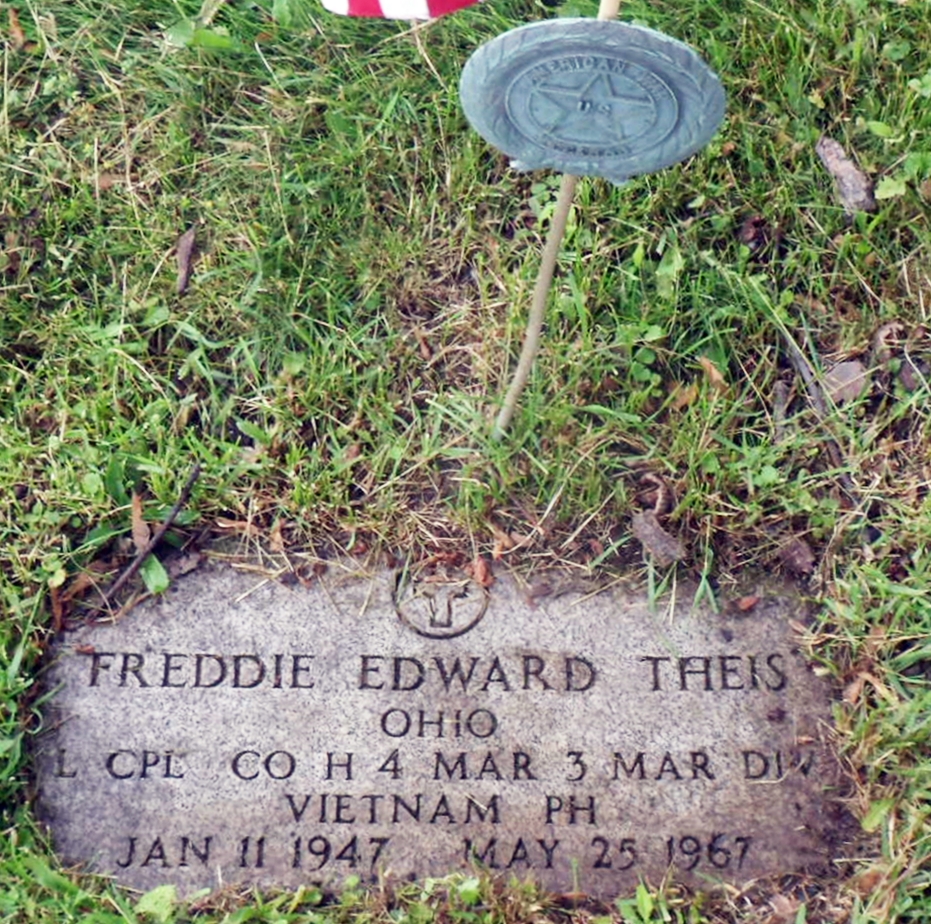 AMERICAN
U S
FREDDIE EDWARD THEIS
OHIO
L CPL CO H 4 MAR 3 MAR DIV
VIETNAM PH
JAN 11 1947 MAY 25 1967